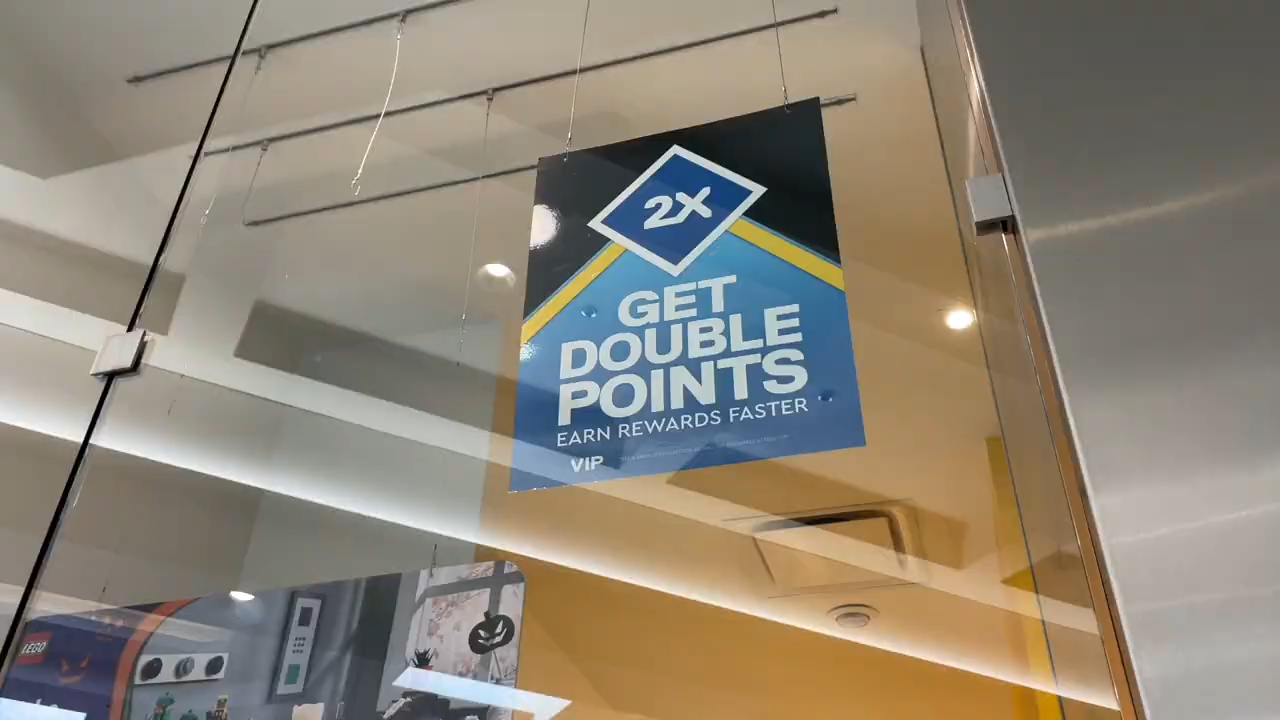 2X
GET
DOUBLE
POINTS
EARN REWARDS FASTER
VIP
LEGO